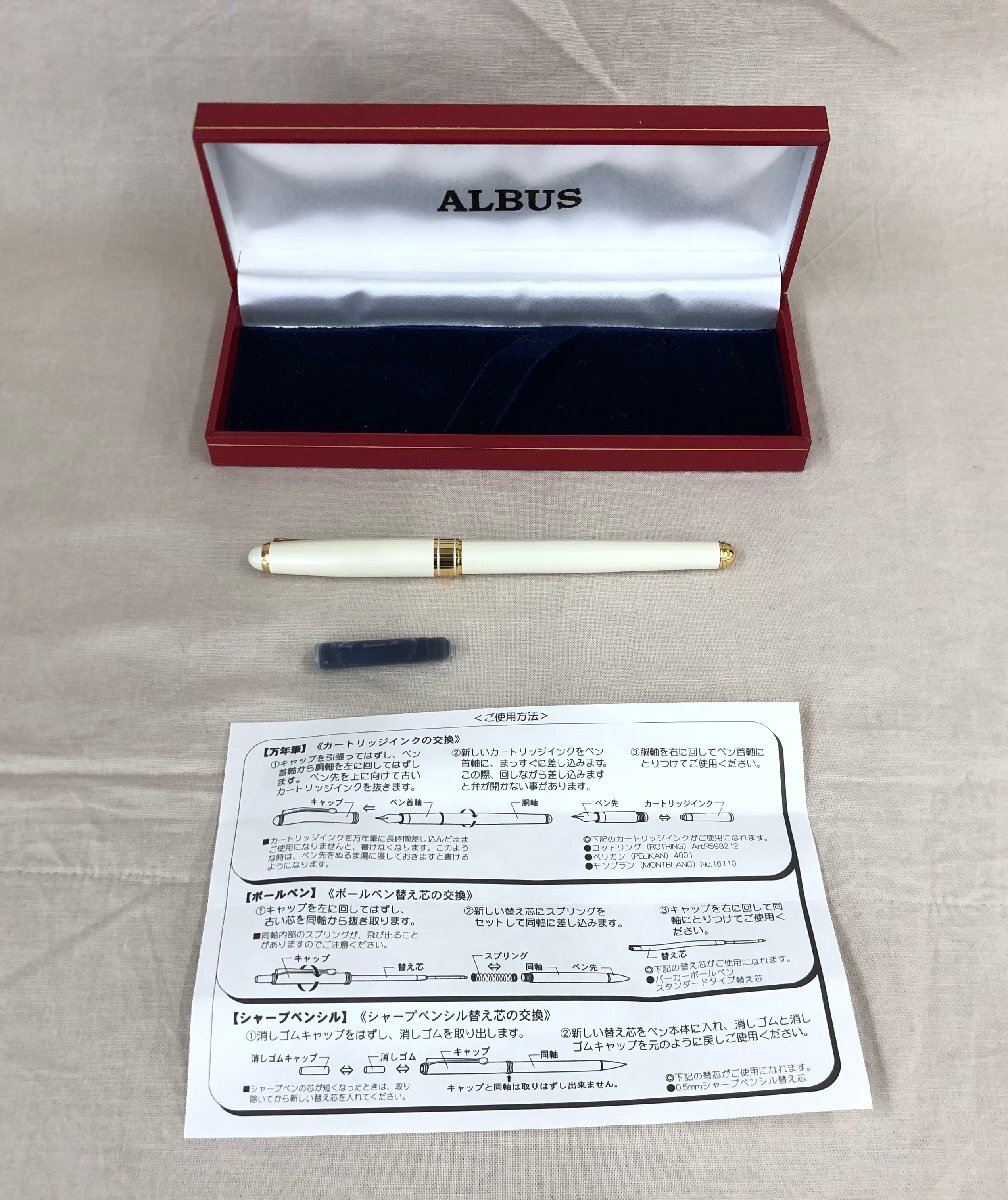 ALBUS
<ご使用方法>
【万年筆】《カートリッジインクの交換》
①キャップを引張ってはずし、ペン
首軸から胴軸を左に回してはずし
ます。ペン先を上に向けて古い
カートリッジインクを抜きます。
②新しいカートリッジインクをペン
首軸に、まっすぐに差し込みます。
この際、回しながら差し込みます
と弁が開かない事があります。
③胴軸を右に回してペン首軸に
とりつけてご使用ください。
キャップ
ペン首軸
胴軸
ペン先
カートリッジインク
■カートリッジインクを万年筆に長時間差し込んだまま
ご使用になりませんと、書けなくなります。このよう
な時は、ペン先をぬるま湯に浸しておきますと書ける
ようになります。
◎下記のカートリッジインクがご使用になれます。
●ロットリング (ROTRING)
●ペリカン (PELIKAN) 4001
●モンブラン (MONTBLANC)
【ボールペン】《ボールペン替え芯の交換》
①キャップを左に回してはずし、
古い芯を同軸から抜き取ります。
■同軸内部のスプリングが、飛び出ること
がありますのでご注意ください。
②新しい替え芯にスプリングを
セットして同軸に差し込みます。
③キャップを右に回して同
軸にとりつけてご使用く
ださい。
キャップ
替え芯
スプリング
同軸
ペン先
替え芯
◎下記の替え芯がご使用になれます。
●パーカーボールペン
スタンダードタイプ替え芯
【シャープペンシル】《シャープペンシル替え芯の交換》
①消しゴムキャップをはずし、消しゴムを取り出します。
②新しい替え芯をペン本体に入れ、消しゴムと消し
ゴムキャップを元のように戻しご使用ください。
消しゴムキャップ
消しゴム
キャップ
同軸
キャップと同軸は取りはずし出来ません。
■シャープペンの芯が短くなったときは、取り
除いてから新しい替え芯を入れてください。
◎下記の替芯がご使用になれます。
●0.5mmシャープペンシル替え芯